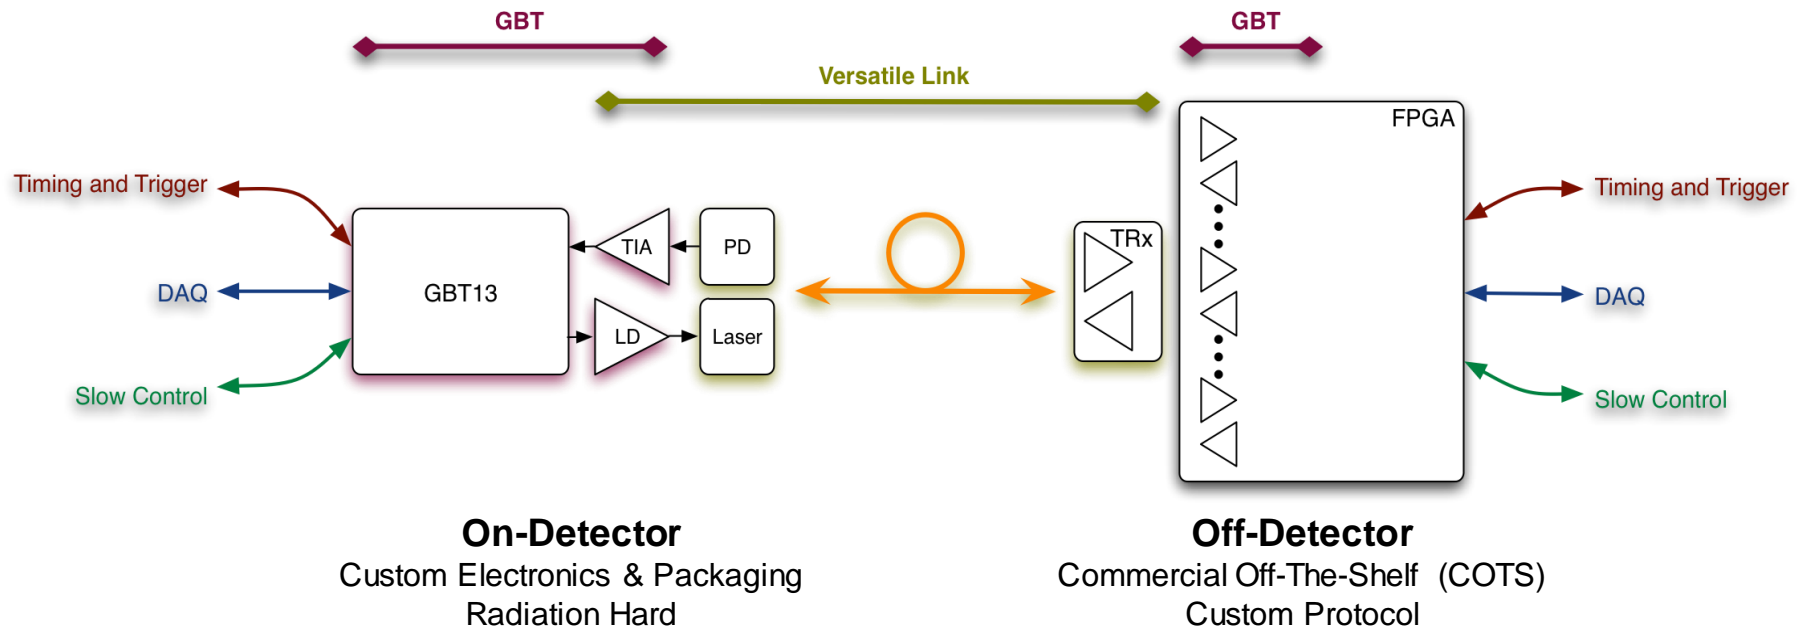 GBT
GBT
Versatile Link
FPGA
Timing and Trigger
Timing and Trigger
TIA
PD
TRx
DAQ
GBT13
DAQ
LD
Laser
Slow Control
Slow Control
On-Detector
Custom Electronics & Packaging
Radiation Hard
Off-Detector
Commercial Off-The-Shelf (COTS)
Custom Protocol